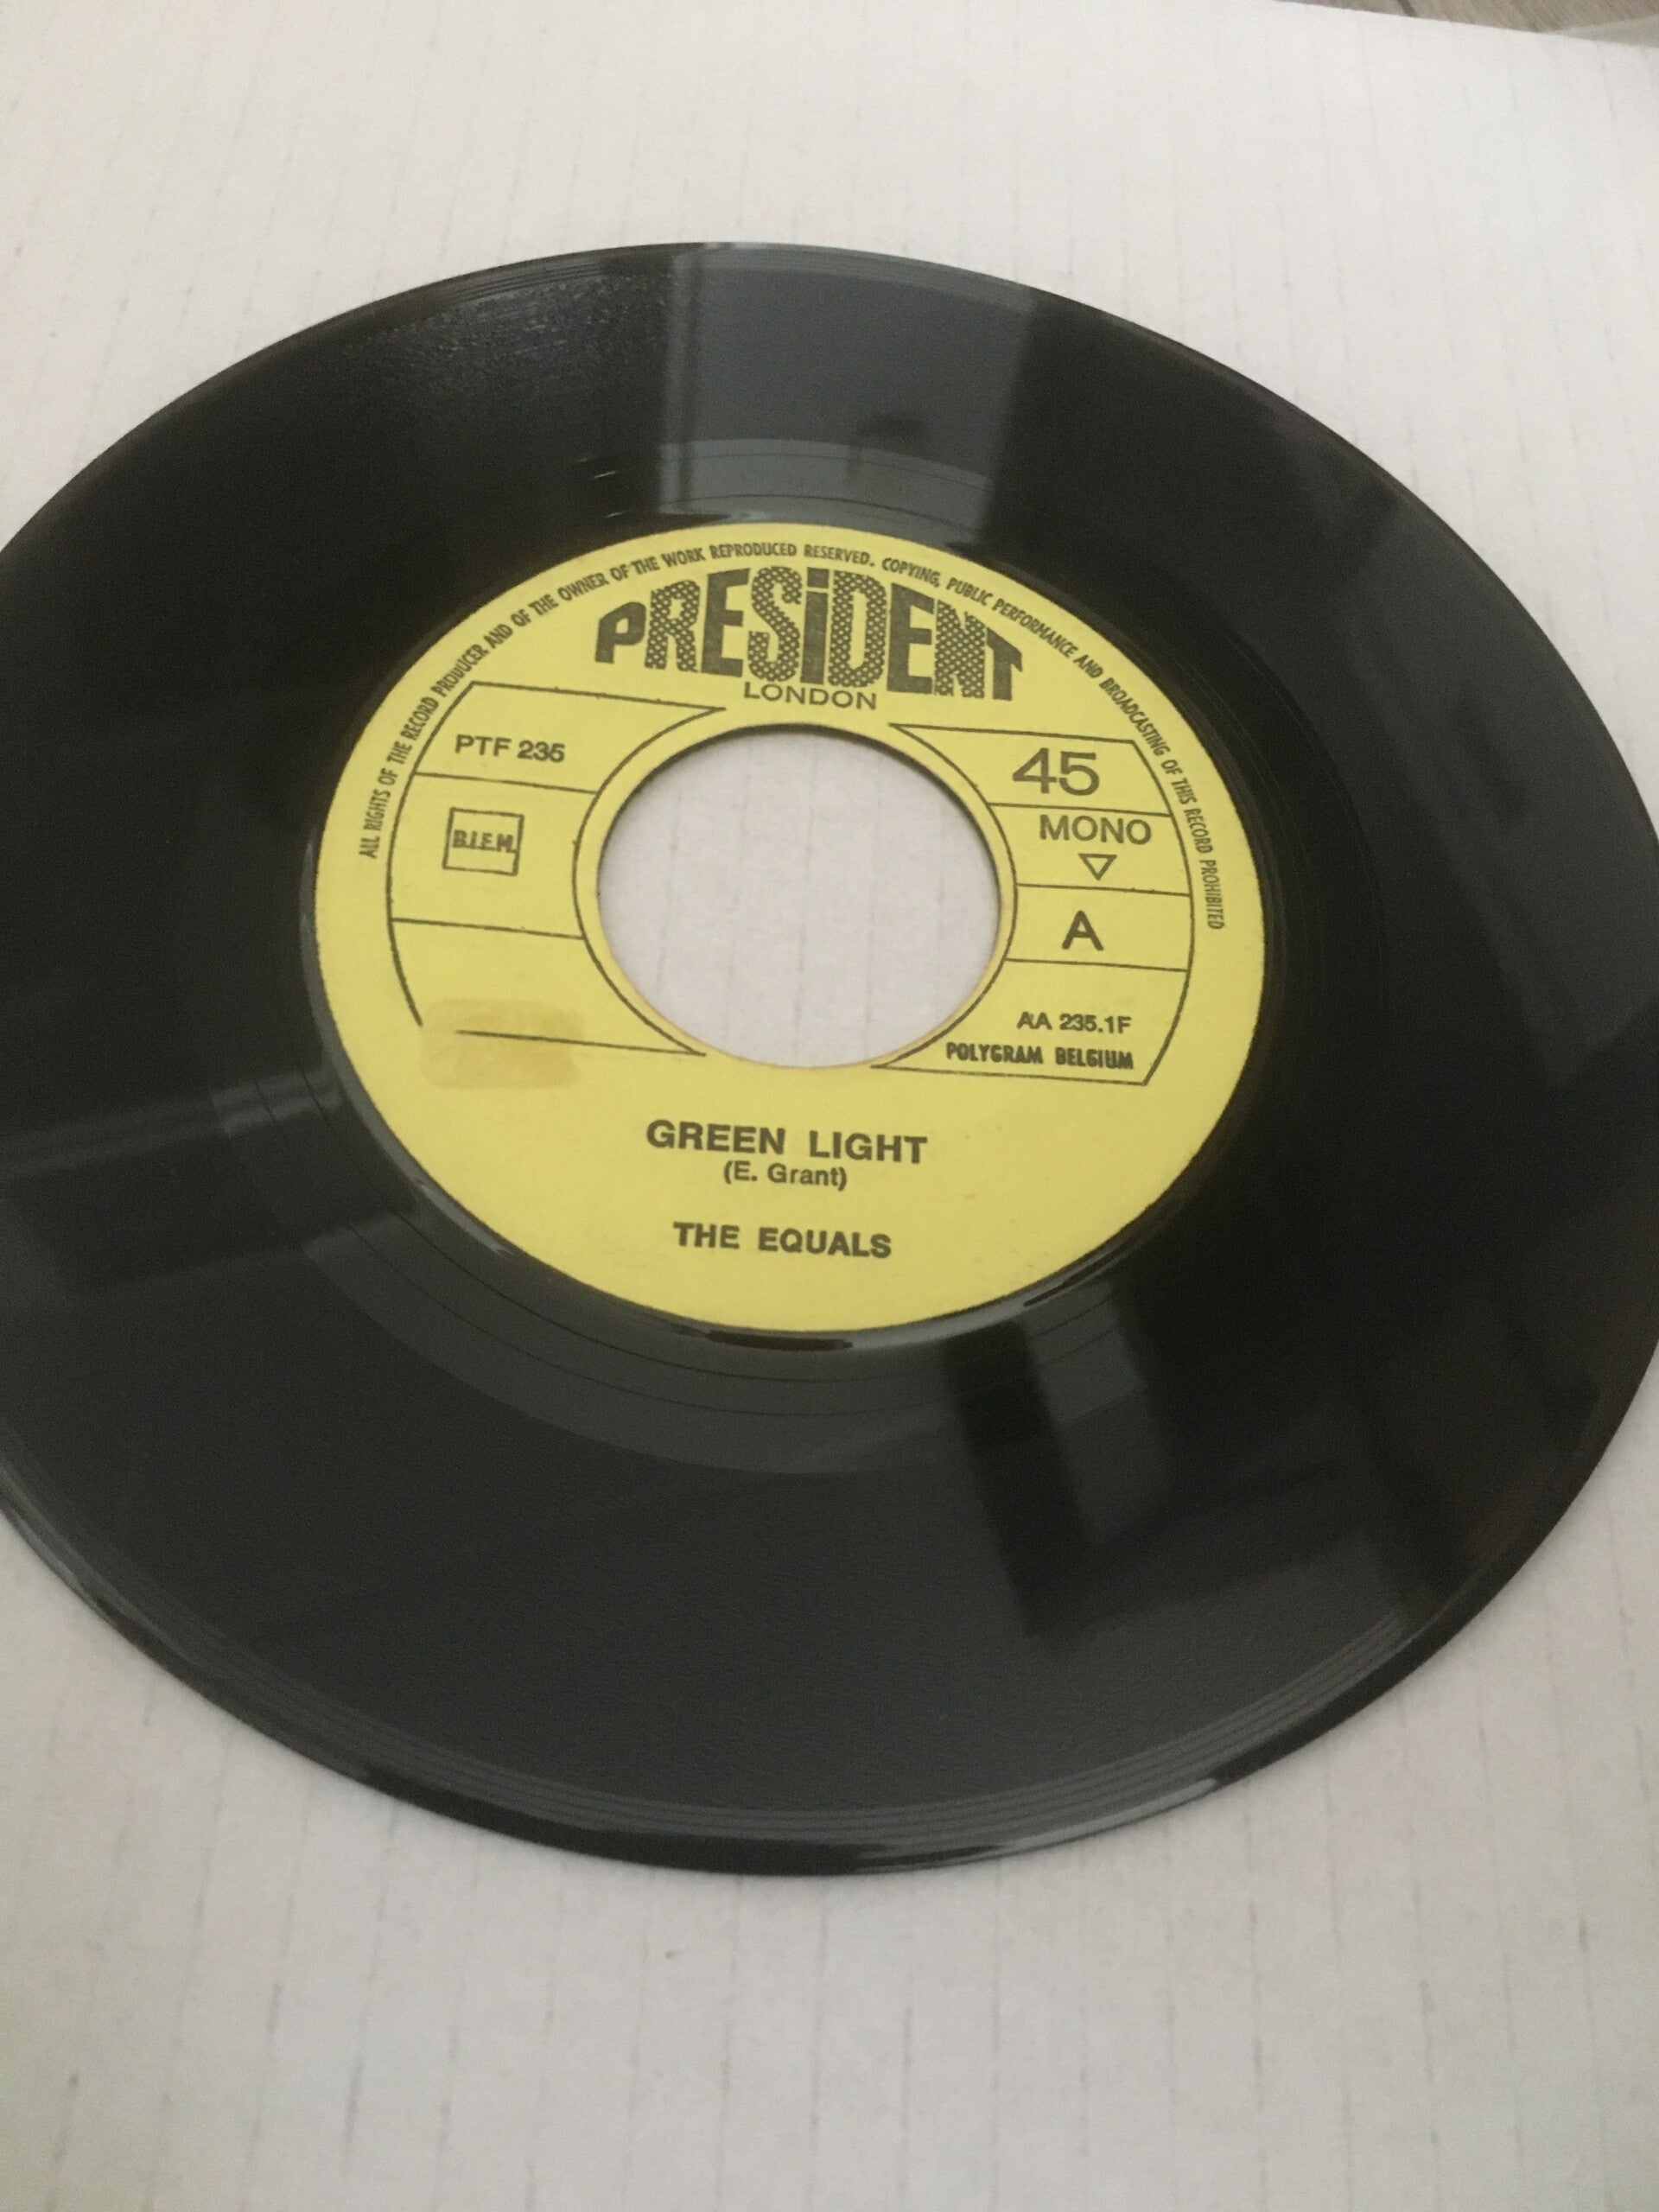 ALL RIGHTS OF THE RECORD PRODUCER AND OF THE OWNER OF THE WORK REPRODUCED RESERVED. COPYING, PUBLIC PERFORMANCE AND BROADCASTING OF THIS RECORD PROHIBITED
PRESiDENT
LONDON
PTF 235
B.I.E.M.
45
MONO
A
AA 235.1F
POLYGRAM BELGIUM
GREEN LIGHT
(E. Grant)
THE EQUALS